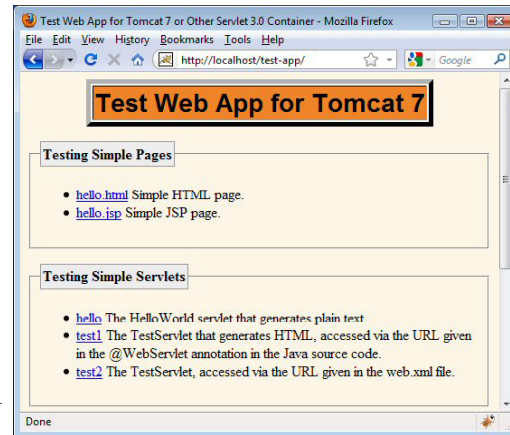 Test Web App for Tomcat 7 or Other Servlet 3.0 Container - Mozilla Firefox
File Edit View History Bookmarks Tools Help
http://localhost/test-app/ Google
Test Web App for Tomcat 7
Testing Simple Pages
hello.html Simple HTML page.
hello.jsp Simple JSP page.
Testing Simple Servlets
hello The HelloWorld servlet that generates plain text
test1 The TestServlet that generates HTML, accessed via the URL given
in the @WebServlet annotation in the Java source code.
test2 The TestServlet, accessed via the URL given in the web.xml file.
Done